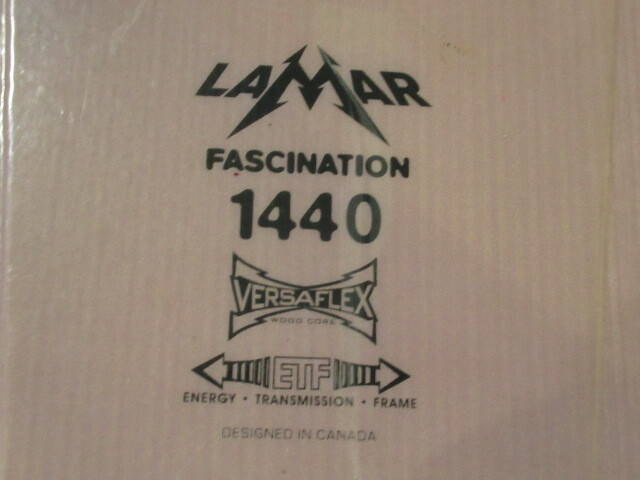 LAMAR
FASCINATION
1440
VERSAFLEX
WOOD CORE
ETF
ENERGY • TRANSMISSION • FRAME
DESIGNED IN CANADA